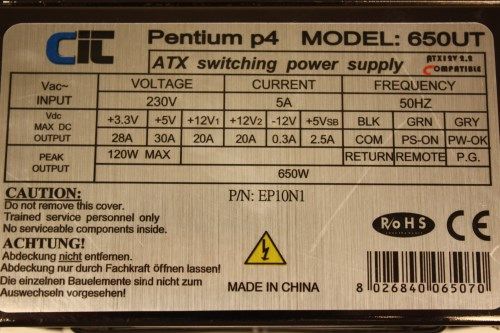 CiT Pentium p4 MODEL: 650UT
ATX switching power supply ATX12V 2.2 COMPATIBLE
Vac~ INPUT VOLTAGE CURRENT FREQUENCY
230V 5A 50HZ
Vdc MAX DC OUTPUT +3.3V +5V +12V1 +12V2 -12V +5VSB BLK GRN GRY
28A 30A 20A 20A 0.3A 2.5A COM PS-ON PW-OK
PEAK OUTPUT 120W MAX RETURN REMOTE P.G.
650W
P/N: EP10N1
CAUTION:
Do not remove this cover.
Trained service personnel only
No serviceable components inside.
ACHTUNG!
Abdeckung nicht entfernen.
Abdeckung nur durch Fachkraft öffnen lassen!
Die einzelnen Bauelemente sind nicht zum
Auswechseln vorgesehen!
MADE IN CHINA
RoHS CE
8 026840 065070